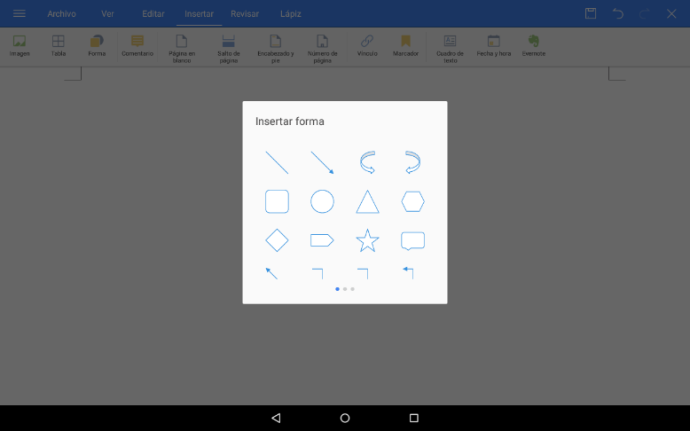 Archivo Ver Editar Insertar Revisar Lápiz
Imagen Tabla Forma Comentario Página en blanco Salto de página Encabezado y pie Número de página Vínculo Marcador Cuadro de texto Fecha y hora Evernote
Insertar forma